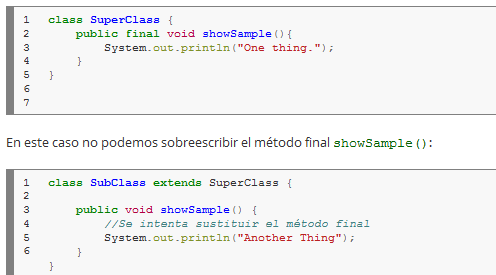 1 class SuperClass {
2 public final void showSample(){
3 System.out.println("One thing.");
4 }
5 }
6
7
En este caso no podemos sobreescribir el método final showSample():
1 class SubClass extends SuperClass {
2
3 public void showSample() {
4 //Se intenta sustituir el método final
5 System.out.println("Another Thing");
6 }
}